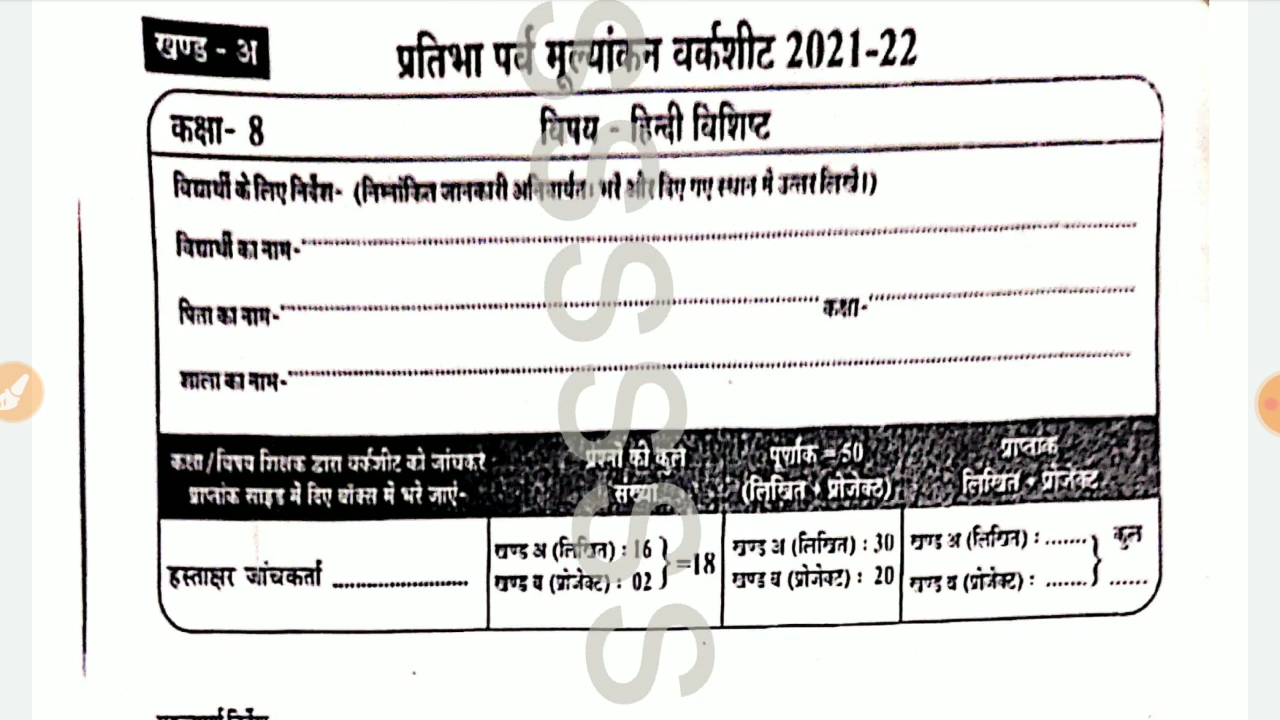 खण्ड - अ
प्रतिभा पर्व मूल्यांकन वर्कशीट 2021-22
कक्षा- 8 विषय - हिन्दी विशिष्ट
विद्यार्थी के लिए निर्देश- (निम्नांकित जानकारी अनिवार्यतः भरें और दिए गए स्थान में उत्तर लिखें।)
विद्यार्थी का नाम-
पिता का नाम- कक्षा-
शाला का नाम-
कक्षा/विषय शिक्षक द्वारा वर्कशीट को जांचकर
प्राप्तांक साइड में दिए बॉक्स में भरे जाएं-
प्रश्नों की कुल
संख्या
पूर्णांक = 50
(लिखित + प्रोजेक्ट)
प्राप्तांक
लिखित + प्रोजेक्ट
हस्ताक्षर जांचकर्ता ....................
खण्ड अ (लिखित) : 16
खण्ड ब (प्रोजेक्ट) : 02
=18
खण्ड अ (लिखित) : 30
खण्ड ब (प्रोजेक्ट) : 20
खण्ड अ (लिखित) : .......
खण्ड ब (प्रोजेक्ट) : .......
कुल
......
SSSSSS